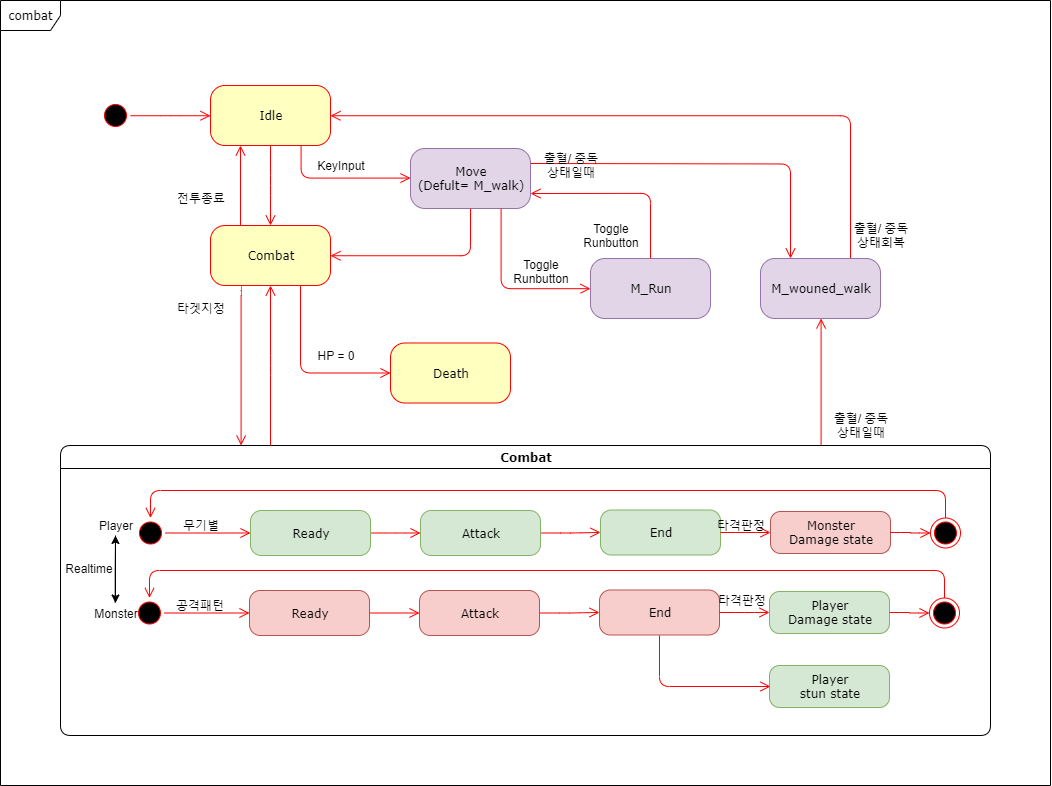 combat
Idle
KeyInput
Move
(Defult= M_walk)
출혈/ 중독
상태일때
전투종료
Toggle
Runbutton
출혈/ 중독
상태회복
Combat
Toggle
Runbutton
M_Run
M_wouned_walk
타겟지정
HP = 0
Death
출혈/ 중독
상태일때
Combat
Player
무기별
Ready
Attack
End
타격판정
Monster
Damage state
Realtime
Monster
공격패턴
Ready
Attack
End
타격판정
Player
Damage state
Player
stun state